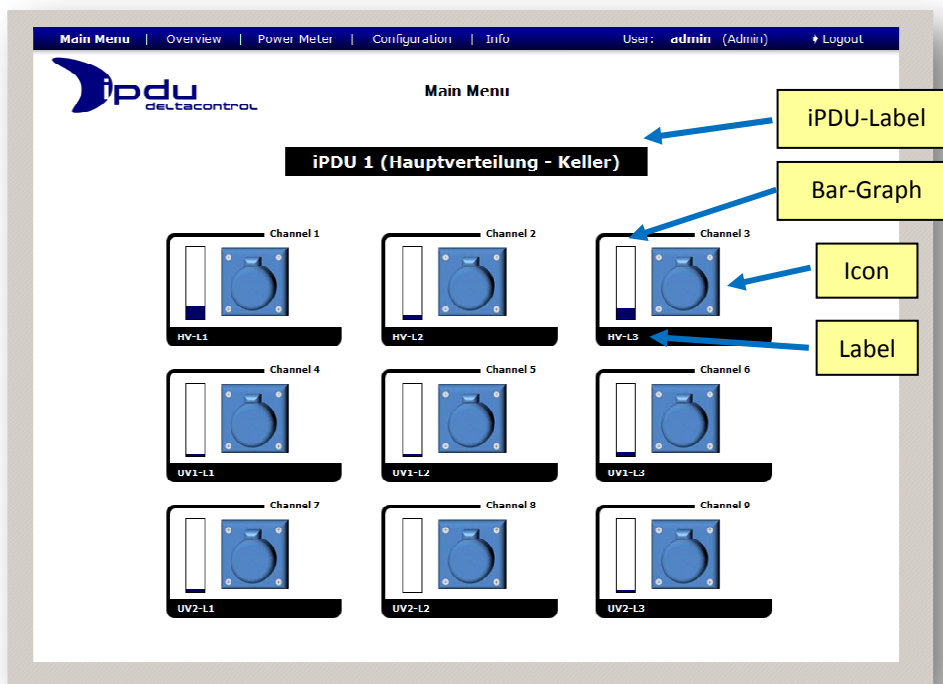 Main Menu | Overview | Power Meter | Configuration | Info User: admin (Admin) ➧ Logout
ipdu
deltacontrol
Main Menu
iPDU-Label
iPDU 1 (Hauptverteilung - Keller)
Bar-Graph
Channel 1 Channel 2 Channel 3
Icon
HV-L1 HV-L2 HV-L3
Label
Channel 4 Channel 5 Channel 6
UV1-L1 UV1-L2 UV1-L3
Channel 7 Channel 8 Channel 9
UV2-L1 UV2-L2 UV2-L3